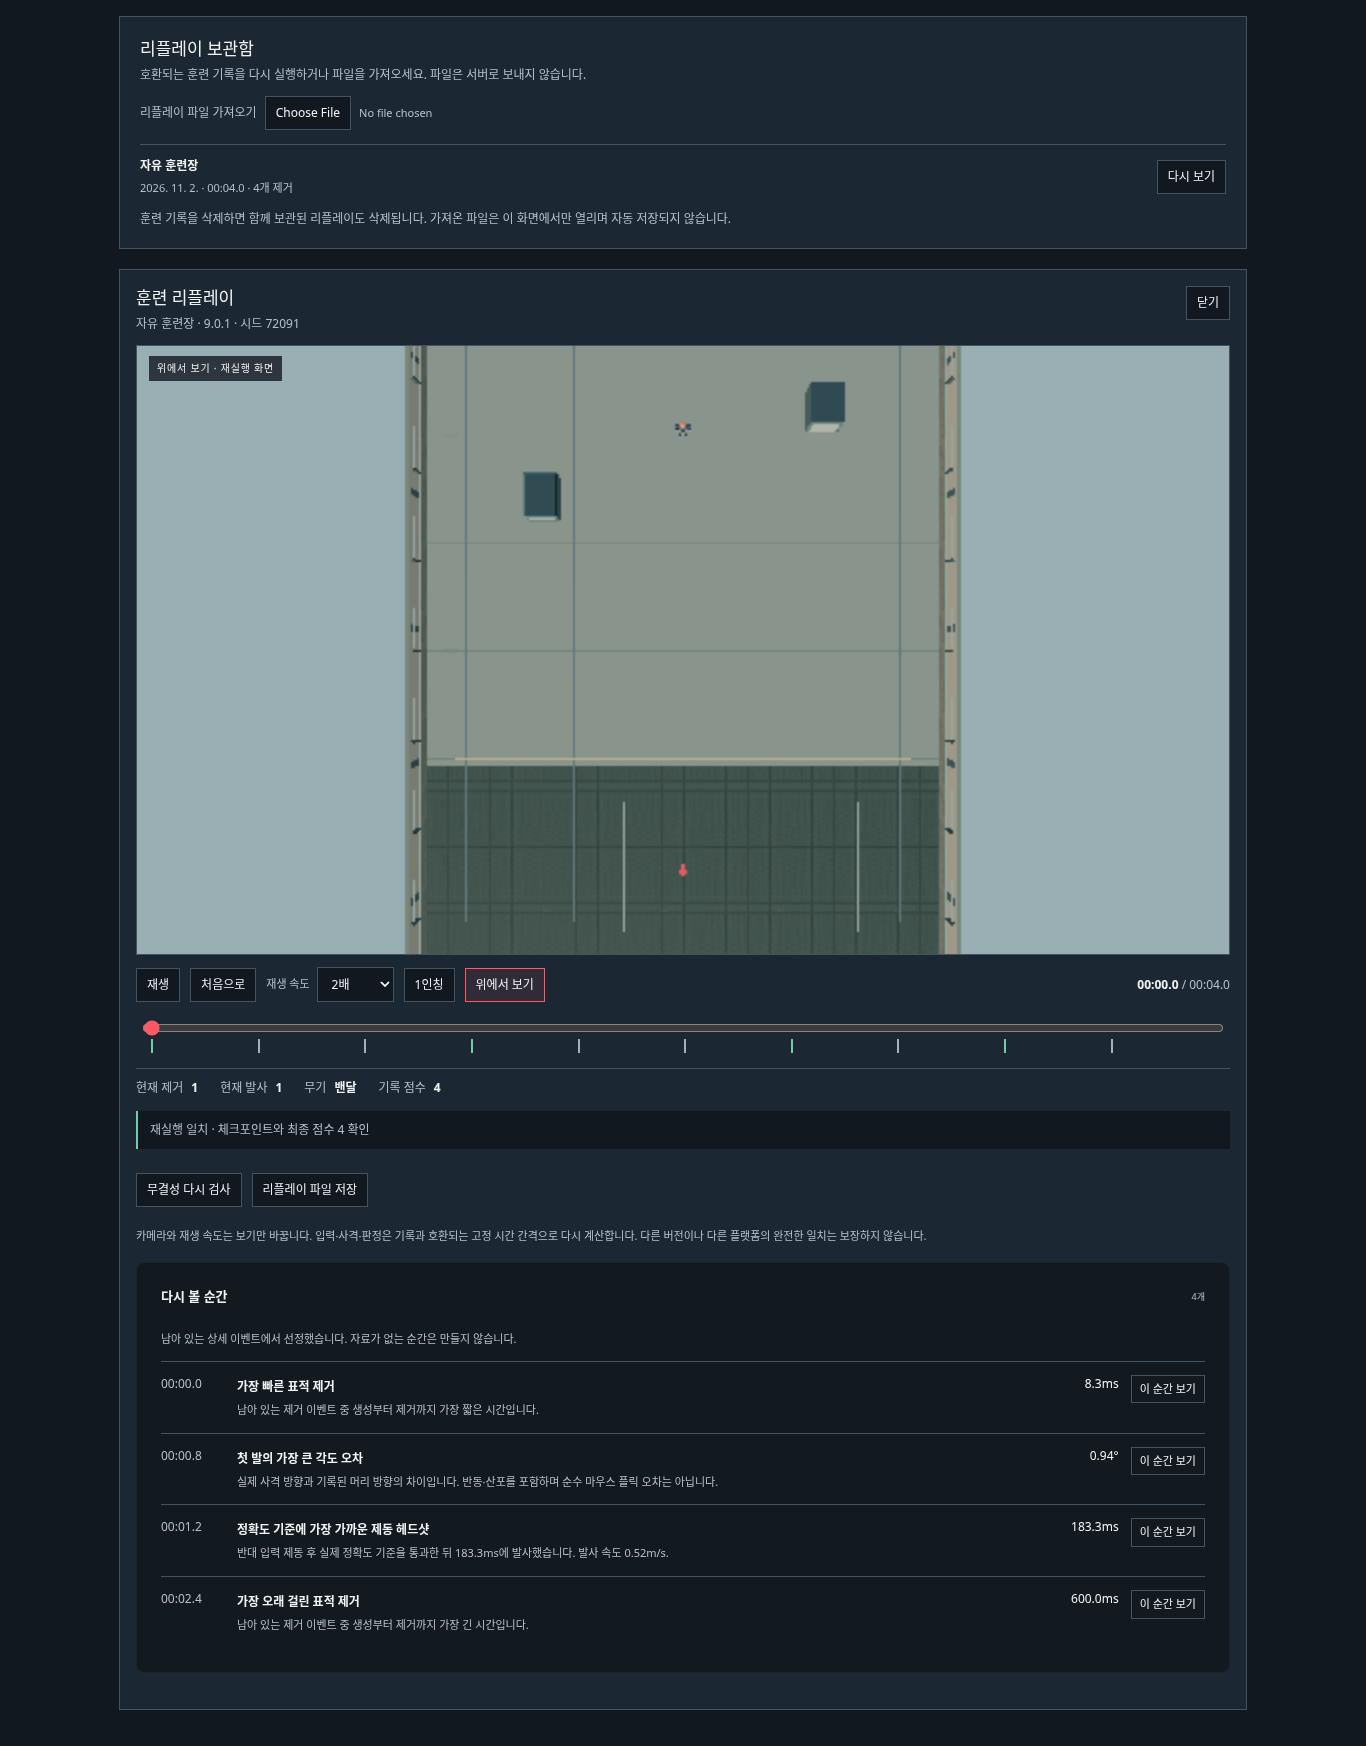 리플레이 보관함
호환되는 훈련 기록을 다시 실행하거나 파일을 가져오세요. 파일은 서버로 보내지 않습니다.
리플레이 파일 가져오기 Choose File No file chosen
자유 훈련장
2026. 11. 2. · 00:04.0 · 4개 제거
다시 보기
훈련 기록을 삭제하면 함께 보관된 리플레이도 삭제됩니다. 가져온 파일은 이 화면에서만 열리며 자동 저장되지 않습니다.
훈련 리플레이
자유 훈련장 · 9.0.1 · 시드 72091
닫기
위에서 보기 · 재실행 화면
재생 처음으로 재생 속도 2배 1인칭 위에서 보기 00:00.0 / 00:04.0
현재 제거 1 현재 발사 1 무기 밴달 기록 점수 4
재실행 일치 · 체크포인트와 최종 점수 4 확인
무결성 다시 검사 리플레이 파일 저장
카메라와 재생 속도는 보기만 바꿉니다. 입력·사격·판정은 기록과 호환되는 고정 시간 간격으로 다시 계산합니다. 다른 버전이나 다른 플랫폼의 완전한 일치는 보장하지 않습니다.
다시 볼 순간 4개
남아 있는 상세 이벤트에서 선정했습니다. 자료가 없는 순간은 만들지 않습니다.
00:00.0 가장 빠른 표적 제거 8.3ms 이 순간 보기
남아 있는 제거 이벤트 중 생성부터 제거까지 가장 짧은 시간입니다.
00:00.8 첫 발의 가장 큰 각도 오차 0.94° 이 순간 보기
실제 사격 방향과 기록된 머리 방향의 차이입니다. 반동·산포를 포함하며 순수 마우스 플릭 오차는 아닙니다.
00:01.2 정확도 기준에 가장 가까운 제동 헤드샷 183.3ms 이 순간 보기
반대 입력 제동 후 실제 정확도 기준을 통과한 뒤 183.3ms에 발사했습니다. 발사 속도 0.52m/s.
00:02.4 가장 오래 걸린 표적 제거 600.0ms 이 순간 보기
남아 있는 제거 이벤트 중 생성부터 제거까지 가장 긴 시간입니다.